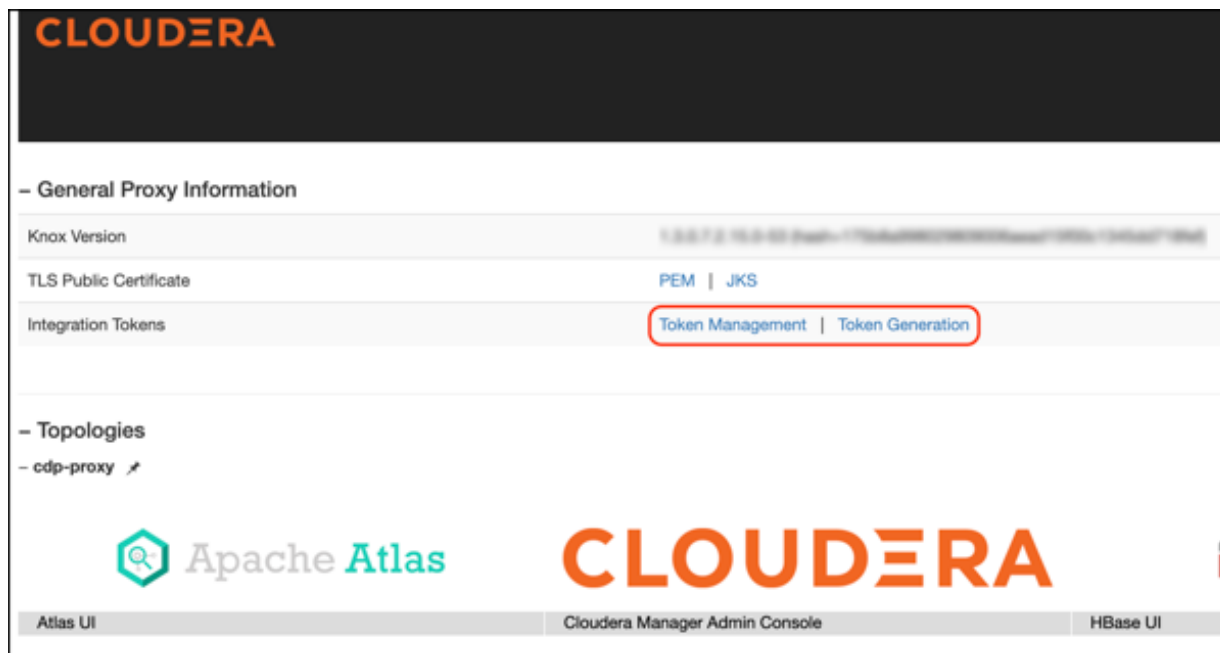 CLOUDERA
– General Proxy Information
Knox Version
TLS Public Certificate PEM | JKS
Integration Tokens Token Management | Token Generation
– Topologies
– cdp-proxy
Apache Atlas CLOUDERA
Atlas UI Cloudera Manager Admin Console HBase UI